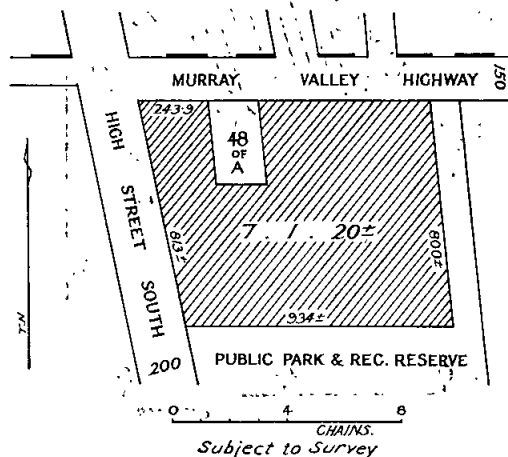 MURRAY VALLEY HIGHWAY
150
243·9
HIGH STREET SOUTH
48
OF
A
7 . 1 . 20±
813±
800±
934±
200
PUBLIC PARK & REC. RESERVE
T.N.
0 4 8
CHAINS.
Subject to Survey